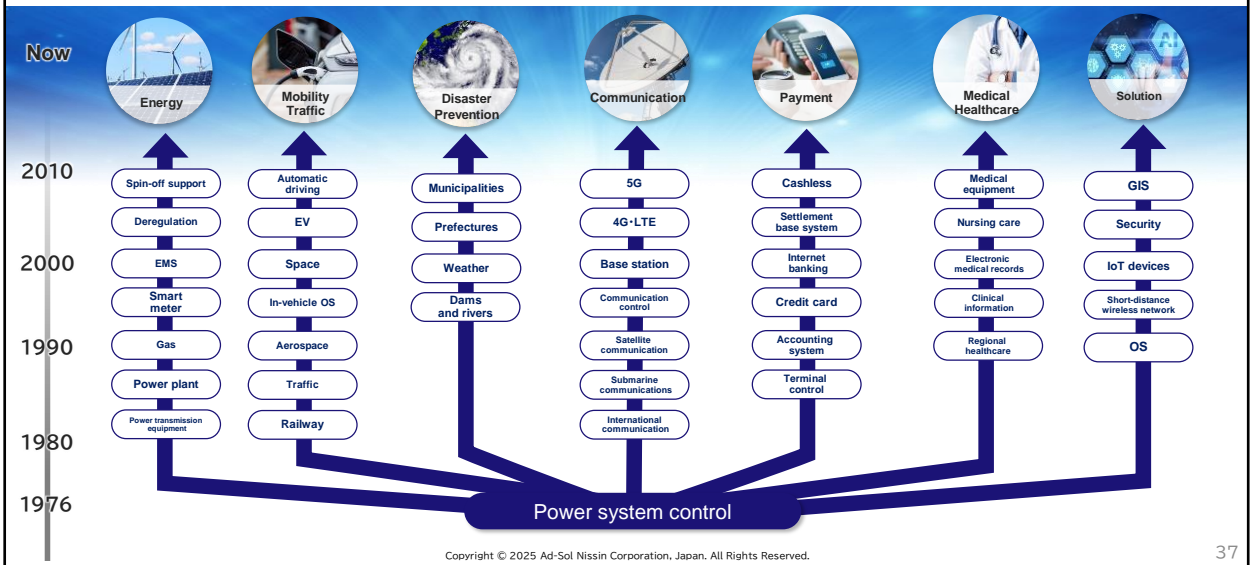 Now
Energy
Mobility
Traffic
Disaster
Prevention
Communication
Payment
Medical
Healthcare
AI
Solution
2010
2000
1990
1980
1976
Spin-off support
Deregulation
EMS
Smart
meter
Gas
Power plant
Power transmission
equipment
Automatic
driving
EV
Space
In-vehicle OS
Aerospace
Traffic
Railway
Municipalities
Prefectures
Weather
Dams
and rivers
5G
4G・LTE
Base station
Communication
control
Satellite
communication
Submarine
communications
International
communication
Cashless
Settlement
base system
Internet
banking
Credit card
Accounting
system
Terminal
control
Medical
equipment
Nursing care
Electronic
medical records
Clinical
information
Regional
healthcare
GIS
Security
IoT devices
Short-distance
wireless network
OS
Power system control
Copyright © 2025 Ad-Sol Nissin Corporation, Japan. All Rights Reserved.
37